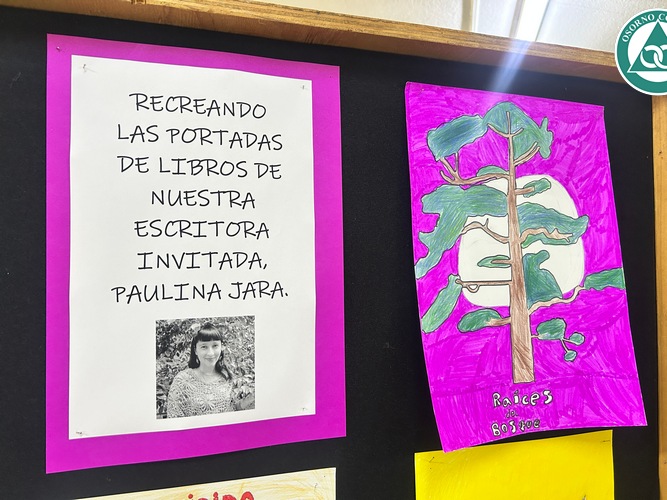 RECREANDO
LAS PORTADAS
DE LIBROS DE
NUESTRA
ESCRITORA
INVITADA,
PAULINA JARA.
Raíces
de
Bosque